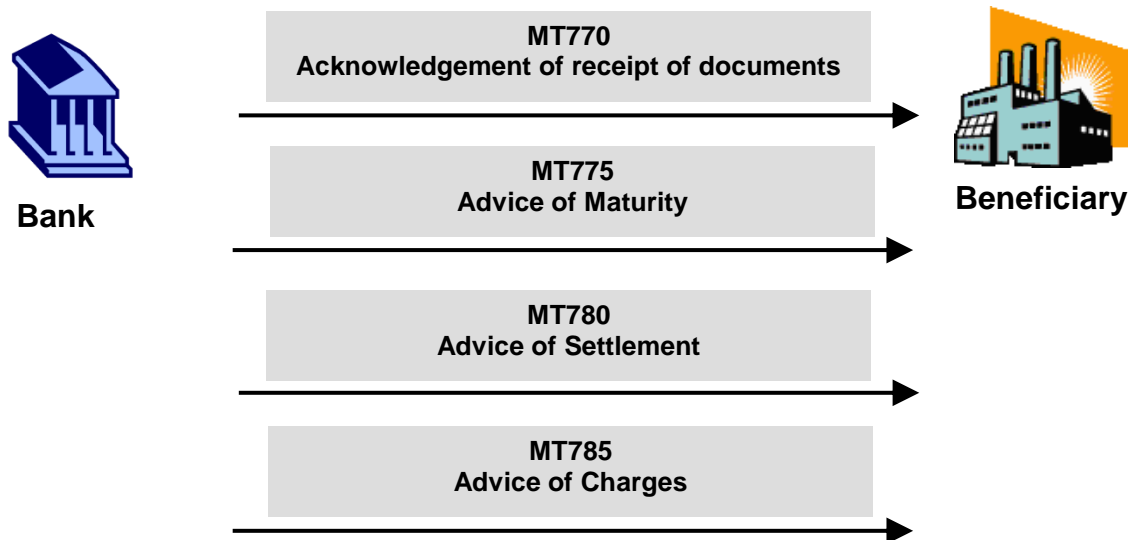 MT770
Acknowledgement of receipt of documents
MT775
Advice of Maturity
Bank
Beneficiary
MT780
Advice of Settlement
MT785
Advice of Charges